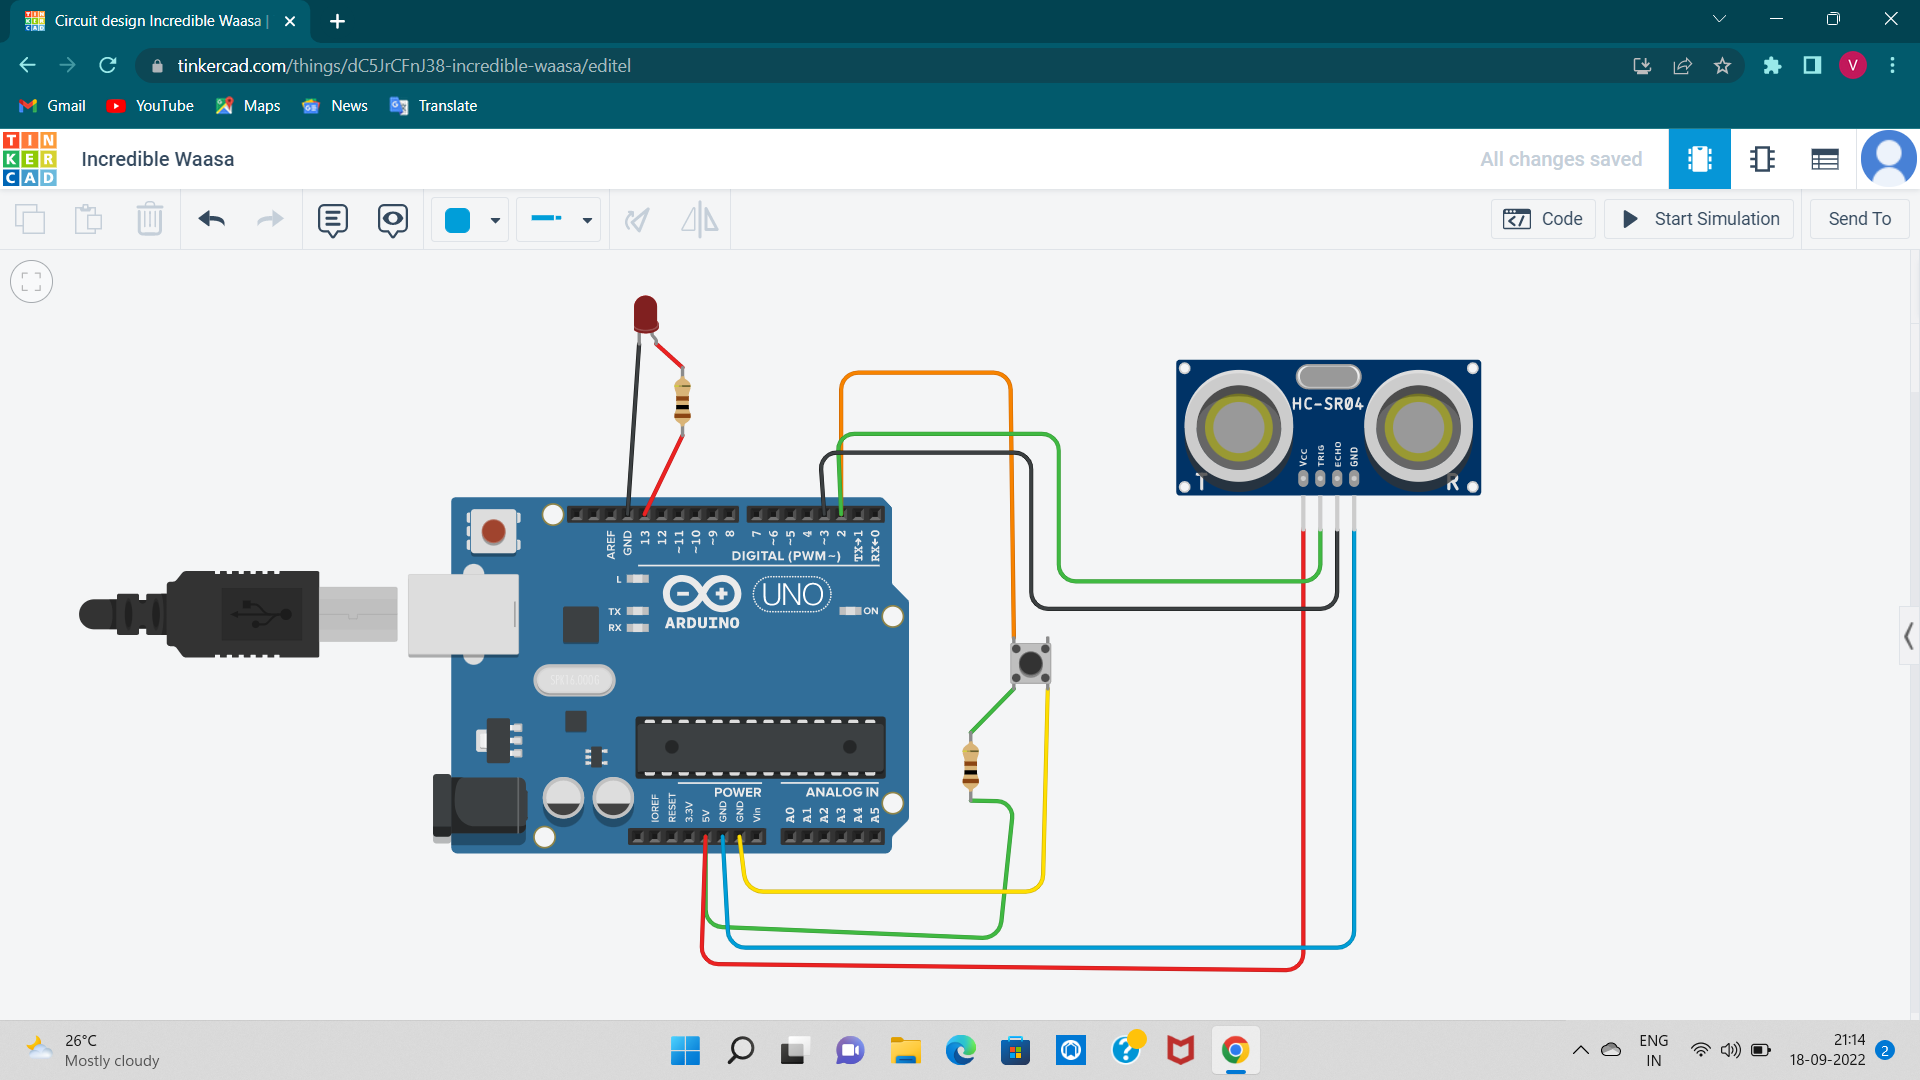 Circuit design Incredible Waasa |
tinkercad.com/things/dC5JrCFnJ38-incredible-waasa/editel
Gmail YouTube Maps News Translate
V
TIN
KER
CAD
Incredible Waasa
All changes saved
Code
Start Simulation
Send To
HC-SR04
VCC
TRIG
ECHO
GND
T
R
AREF
GND
13
12
~11
~10
~9
8
7
~6
~5
4
~3
2
TX→1
RX←0
DIGITAL (PWM~)
L
TX
RX
ARDUINO
UNO
ON
POWER
ANALOG IN
IOREF
RESET
3.3V
5V
GND
GND
Vin
A0
A1
A2
A3
A4
A5
26°C
Mostly cloudy
ENG
IN
21:14
18-09-2022
2